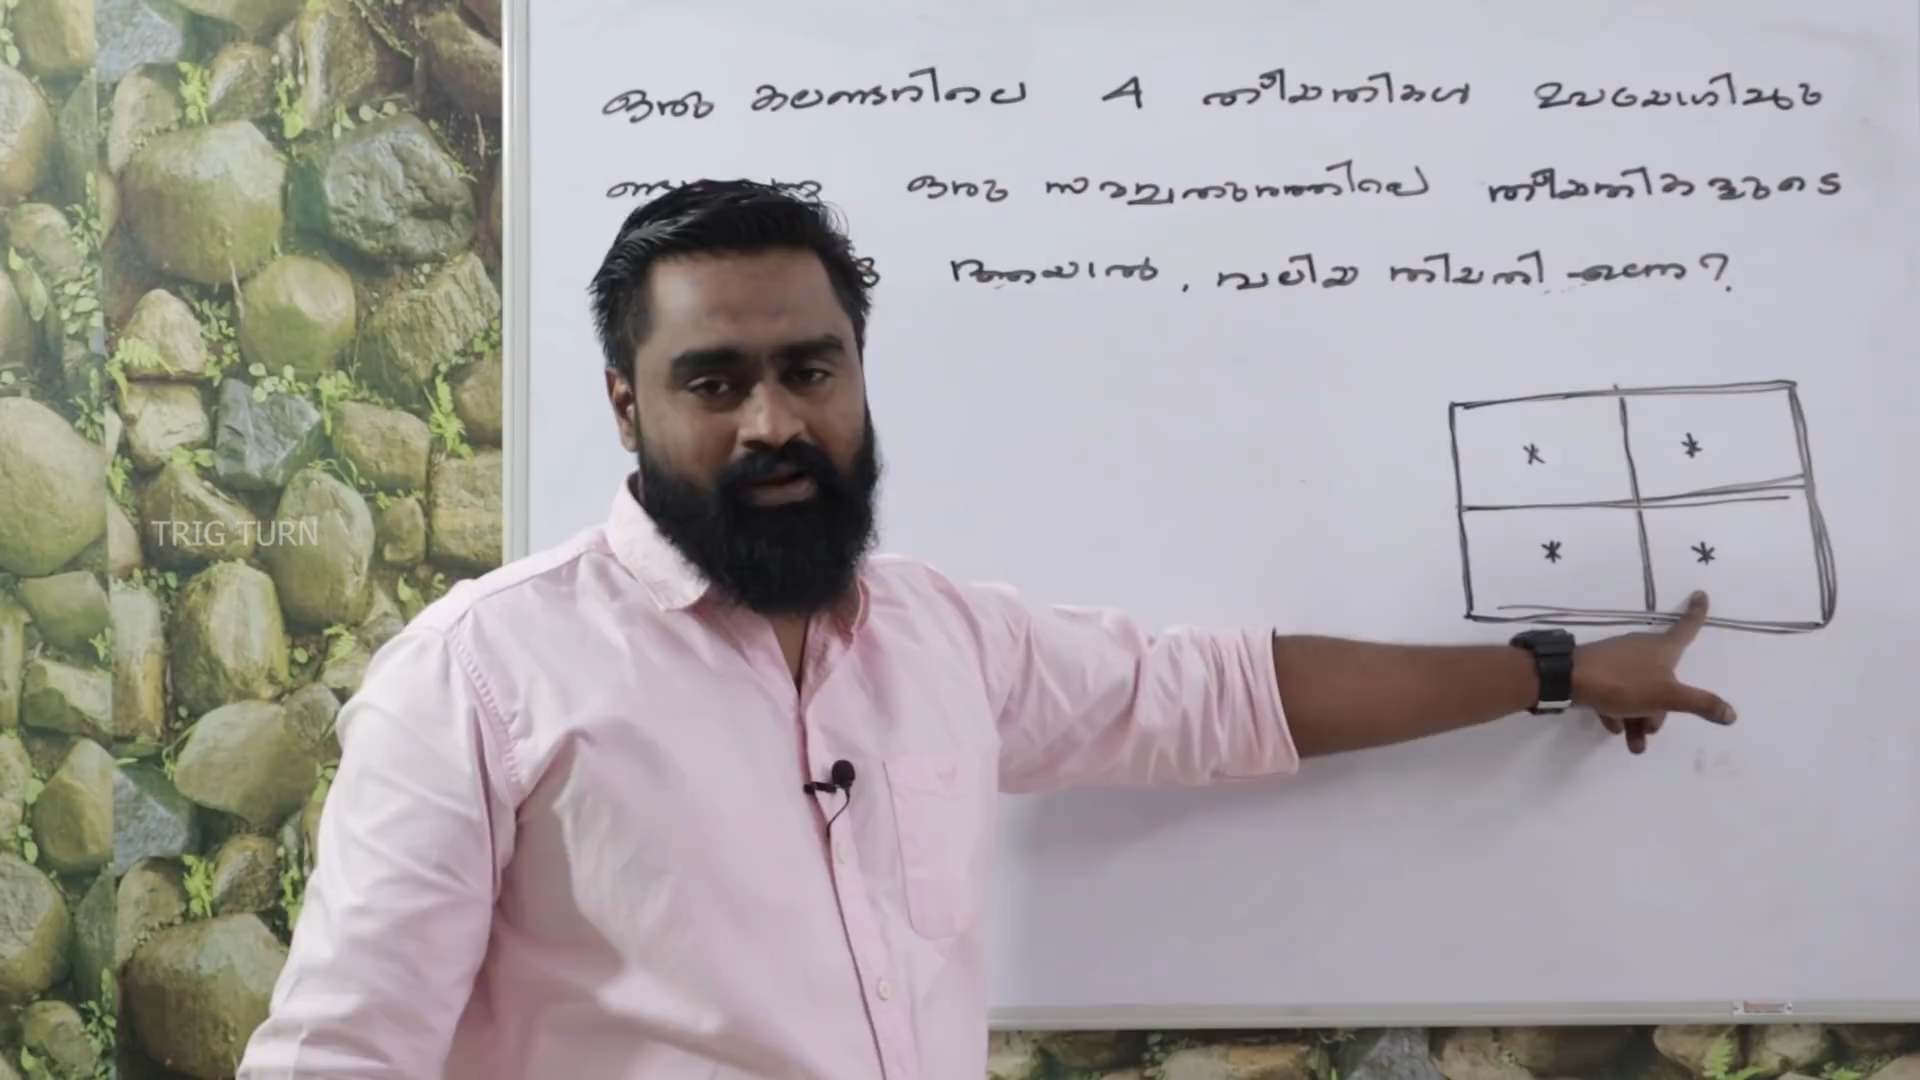 ഒരു കലണ്ടറിലെ 4 തീയതികൾ ഉപയോഗിച്ചു
ഒരു സമചതുരത്തിലെ തീയതികളുടെ
ആയാൽ, വലിയ തിയതി ഏത്?
TRIG TURN